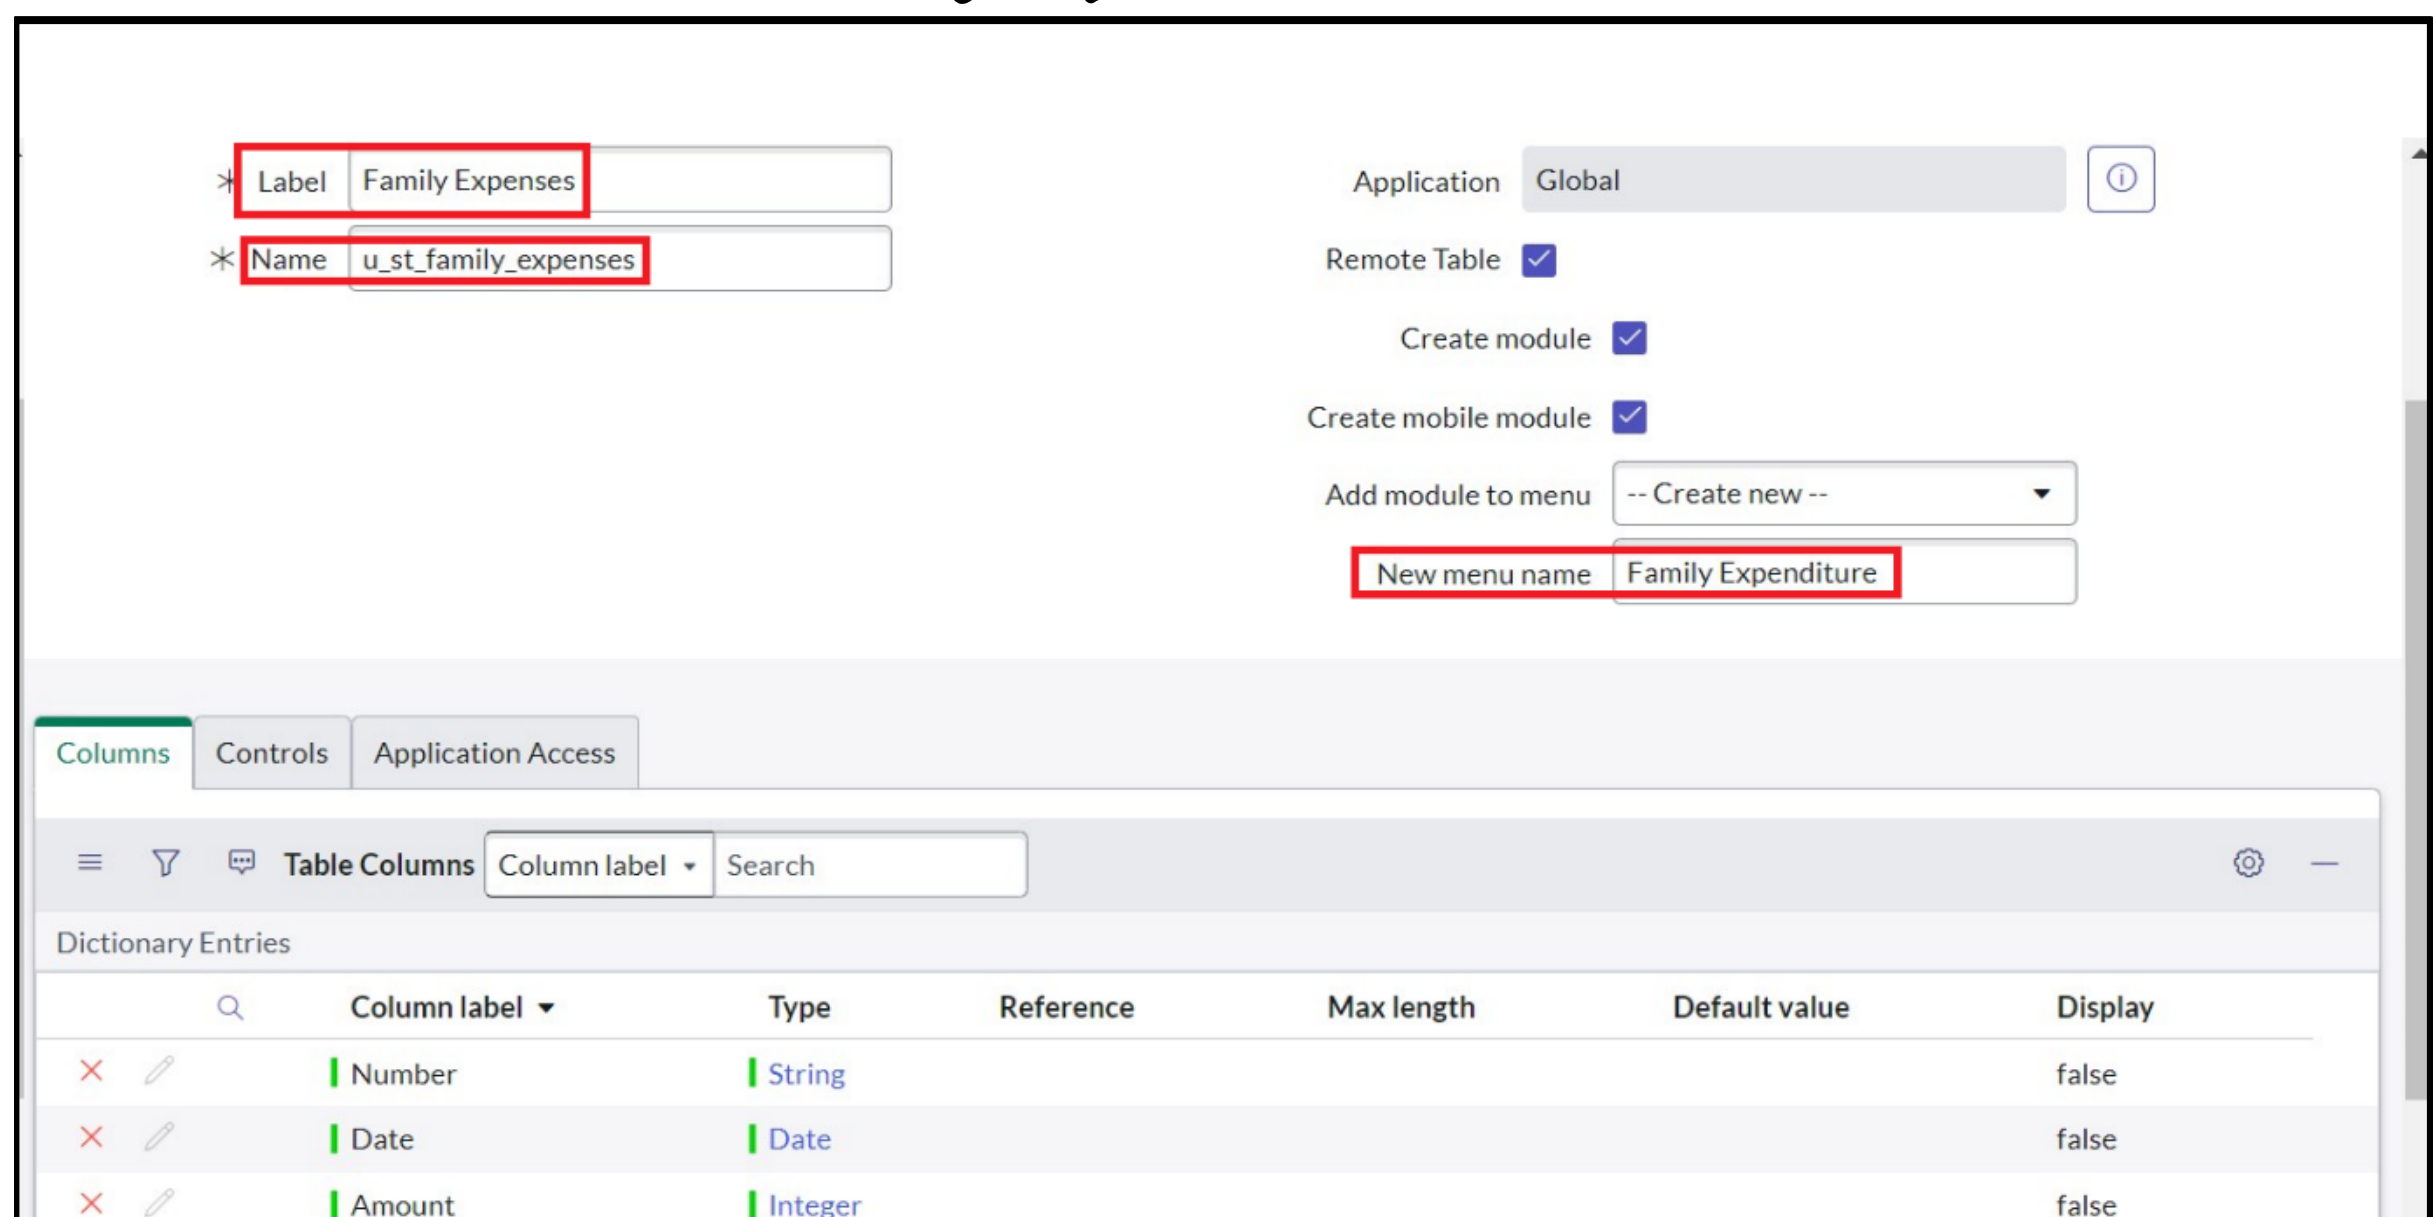 * Label Family Expenses Application Global
* Name u_st_family_expenses Remote Table
Create module
Create mobile module
Add module to menu -- Create new --
New menu name Family Expenditure
Columns Controls Application Access
Table Columns Column label Search
Dictionary Entries
Column label Type Reference Max length Default value Display
Number String false
Date Date false
Amount Integer false